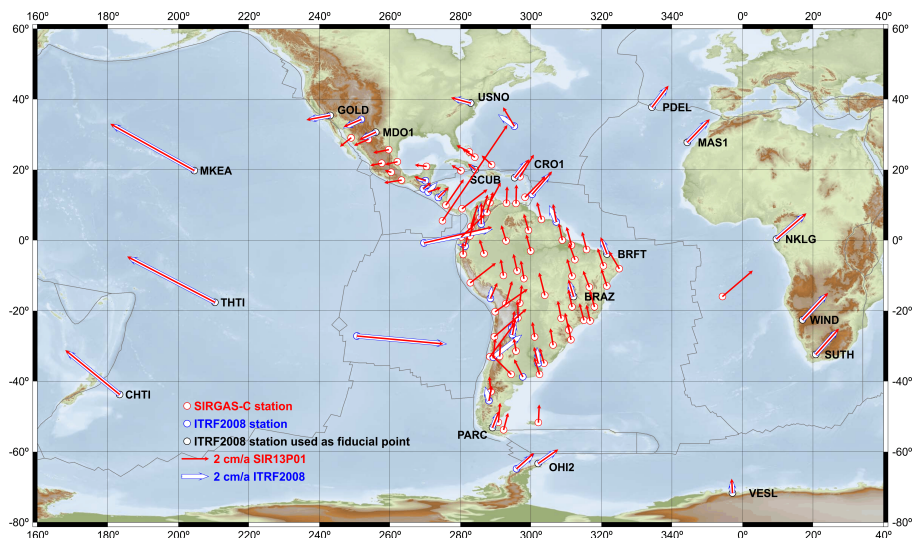 160° 180° 200° 220° 240° 260° 280° 300° 320° 340° 0° 20° 40°
60° 60°
USNO
GOLD
PDEL
40° 40°
MDO1
MAS1
CRO1
MKEA
20° 20°
SCUB
NKLG
0° 0°
BRFT
BRAZ
THTI
-20° -20°
WIND
SUTH
-40° -40°
CHTI
SIRGAS-C station
ITRF2008 station
ITRF2008 station used as fiducial point
PARC
2 cm/a SIR13P01
-60° -60°
OHI2
2 cm/a ITRF2008
VESL
-80° -80°
160° 180° 200° 220° 240° 260° 280° 300° 320° 340° 0° 20° 40°